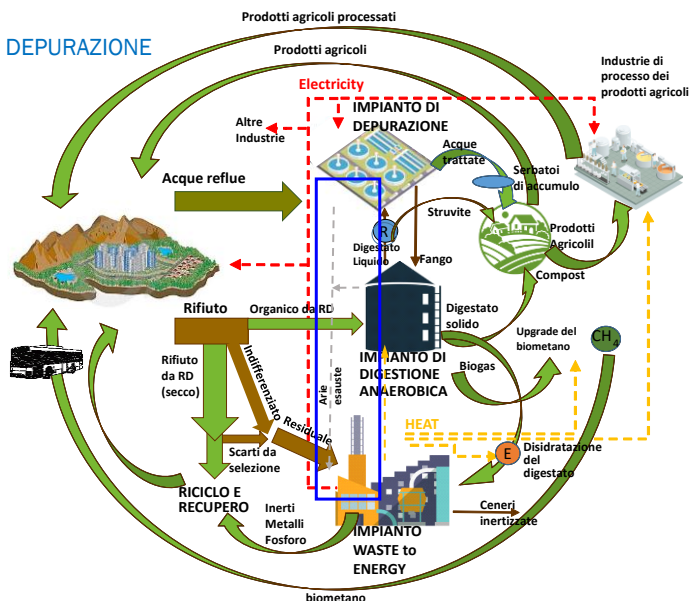 Prodotti agricoli processati
DEPURAZIONE
Prodotti agricoli
Industrie di
processo dei
prodotti agricoli
Electricity
IMPIANTO DI
DEPURAZIONE
Altre
Industrie
Acque
trattate
Serbatoi
di accumulo
Acque reflue
Struvite
R
Digestato
Liquido
Prodotti
Agricolil
Fango
Compost
Rifiuto
Organico da RD
Digestato
solido
Upgrade del
biometano
CH4
IMPIANTO DI
DIGESTIONE
ANAEROBICA
Biogas
Rifiuto
da RD
(secco)
Indifferenziato
Arie
esauste
Residuale
HEAT
E
Disidratazione
del
digestato
Scarti da
selezione
RICICLO E
RECUPERO
Inerti
Metalli
Fosforo
Ceneri
inertizzate
IMPIANTO
WASTE to
ENERGY
biometano